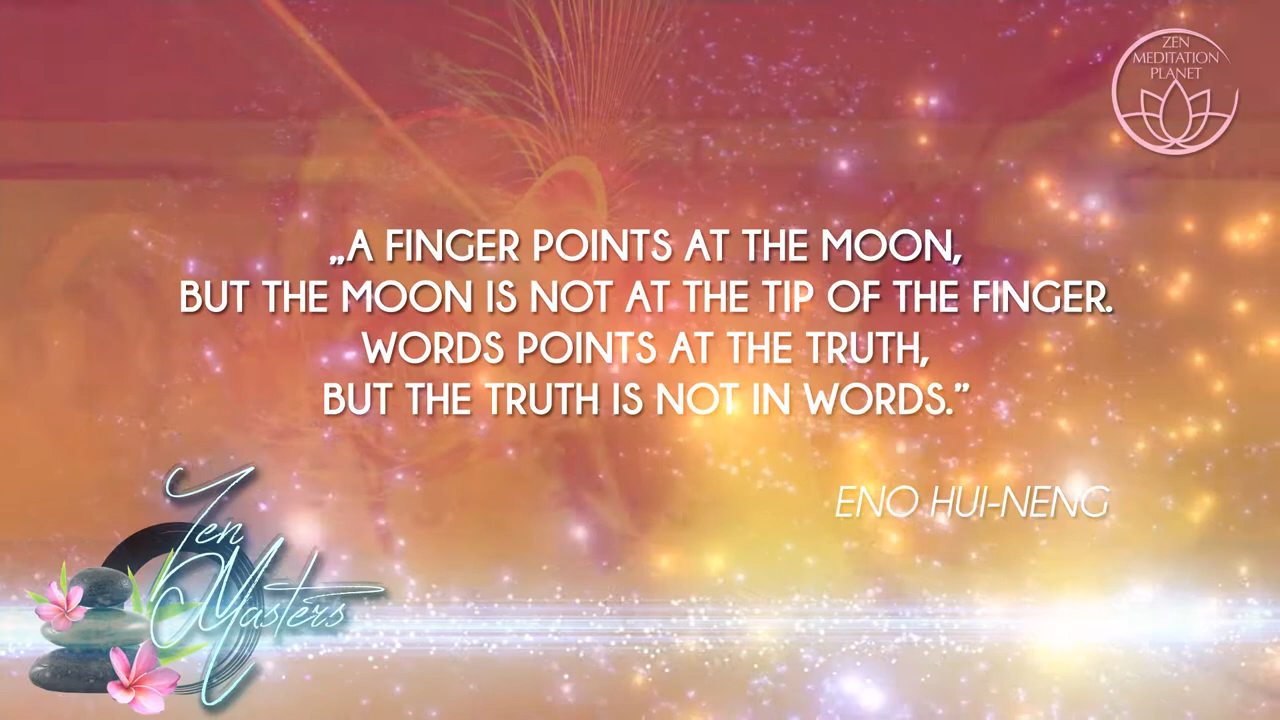 ZEN
MEDITATION
PLANET
„A FINGER POINTS AT THE MOON,
BUT THE MOON IS NOT AT THE TIP OF THE FINGER.
WORDS POINTS AT THE TRUTH,
BUT THE TRUTH IS NOT IN WORDS.”
ENO HUI-NENG
Zen
Masters